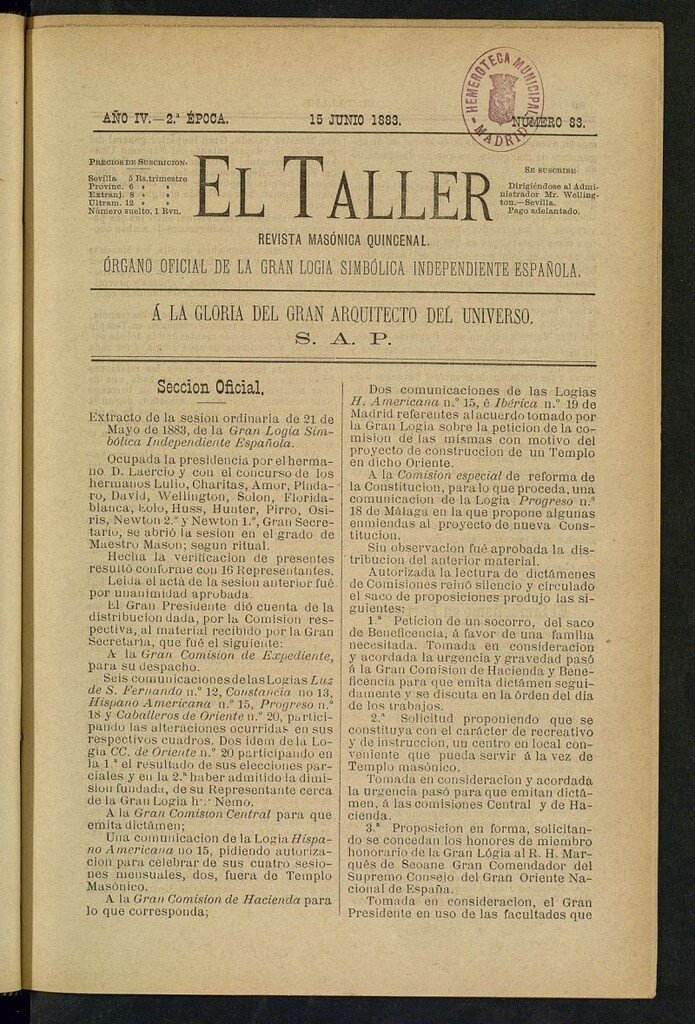 AÑO IV.—2.ª ÉPOCA.
15 JUNIO 1883.
NÚMERO 83.
HEMEROTECA MUNICIPAL
MADRID
PRECIOS DE SUSCRICION.
Sevilla 5 Rs. trimestre
Provinc. 6 » »
Extranj. 8 » »
Ultram. 12 » »
Número suelto, 1 Rvn.
EL TALLER
SE SUSCRIBE
Dirigiéndose al Admi-
nistrador Mr. Welling-
ton.—Sevilla.
Pago adelantado.
REVISTA MASÓNICA QUINCENAL.
ÓRGANO OFICIAL DE LA GRAN LOGIA SIMBÓLICA INDEPENDIENTE ESPAÑOLA.
Á LA GLORIA DEL GRAN ARQUITECTO DEL UNIVERSO.
S. A. P.
Seccion Oficial.
Extracto de la sesion ordinaria de 21 de
Mayo de 1883, de la Gran Logia Sim-
bólica Independiente Española.
Ocupada la presidencia por el herma-
no D. Laercio y con el concurso de los
hermanos Lulio, Charitas, Amor, Pínda-
ro, David, Wellington, Solon, Florida-
blanca, Eolo, Huss, Hunter, Pirro, Osi-
ris, Newton 2.º y Newton 1.º, Gran Secre-
tario, se abrió la sesion en el grado de
Maestro Mason; segun ritual.
Hecha la verificacion de presentes
resultó conforme con 16 Representantes.
Leida el acta de la sesion anterior fué
por unanimidad aprobada.
El Gran Presidente dió cuenta de la
distribucion dada, por la Comision res-
pectiva, al material recibido por la Gran
Secretaría, que fué el siguiente:
A la Gran Comision de Expediente,
para su despacho.
Seis comunicaciones de las Logias Luz
de S. Fernando n.º 12, Constancia no 13,
Hispano Americana n.º 15, Progreso n.º
18 y Caballeros de Oriente n.º 20, partici-
pando las alteraciones ocurridas en sus
respectivos cuadros. Dos idem de la Lo-
gia CC. de Oriente n.º 20 participando en
la 1.ª el resultado de sus elecciones par-
ciales y en la 2.ª haber admitido la dimi-
sion fundada, de su Representante cerca
de la Gran Logia h.·. Nemo.
A la Gran Comision Central para que
emita dictámen;
Una comunicacion de la Logia Hispa-
no Americana no 15, pidiendo autoriza-
cion para celebrar de sus cuatro sesio-
nes mensuales, dos, fuera de Templo
Masónico.
A la Gran Comision de Hacienda para
lo que corresponda;
Dos comunicaciones de las Logias
H. Americana n.º 15, é Ibérica n.º 19 de
Madrid referentes al acuerdo tomado por
la Gran Logia sobre la peticion de la co-
mision de las mismas con motivo del
proyecto de construccion de un Templo
en dicho Oriente.
A la Comision especial de reforma de
la Constitucion, para lo que proceda, una
comunicacion de la Logia Progreso n.º
18 de Málaga en la que propone algunas
enmiendas al proyecto de nueva Cons-
titucion.
Sin observacion fué aprobada la dis-
tribucion del anterior material.
Autorizada la lectura de dictámenes
de Comisiones reinó silencio y circulado
el saco de proposiciones produjo las si-
guientes:
1.ª Peticion de un socorro, del saco
de Beneficencia, á favor de una familia
necesitada. Tomada en consideracion
y acordada la urgencia y gravedad pasó
á la Gran Comision de Hacienda y Bene-
ficencia para que emita dictámen segui-
damente y se discuta en la órden del dia
de los trabajos.
2.ª Solicitud proponiendo que se
constituya con el carácter de recreativo
y de instruccion, un centro en local con-
veniente que pueda servir á la vez de
Templo masónico.
Tomada en consideracion y acordada
la urgencia pasó para que emitan dictá-
men, á las comisiones Central y de Ha-
cienda.
3.ª Proposicion en forma, solicitan-
do se concedan los honores de miembro
honorario de la Gran Lógia al R. H. Mar-
qués de Seoane Gran Comendador del
Supremo Consejo del Gran Oriente Na-
cional de España.
Tomada en consideracion, el Gran
Presidente en uso de las facultades que